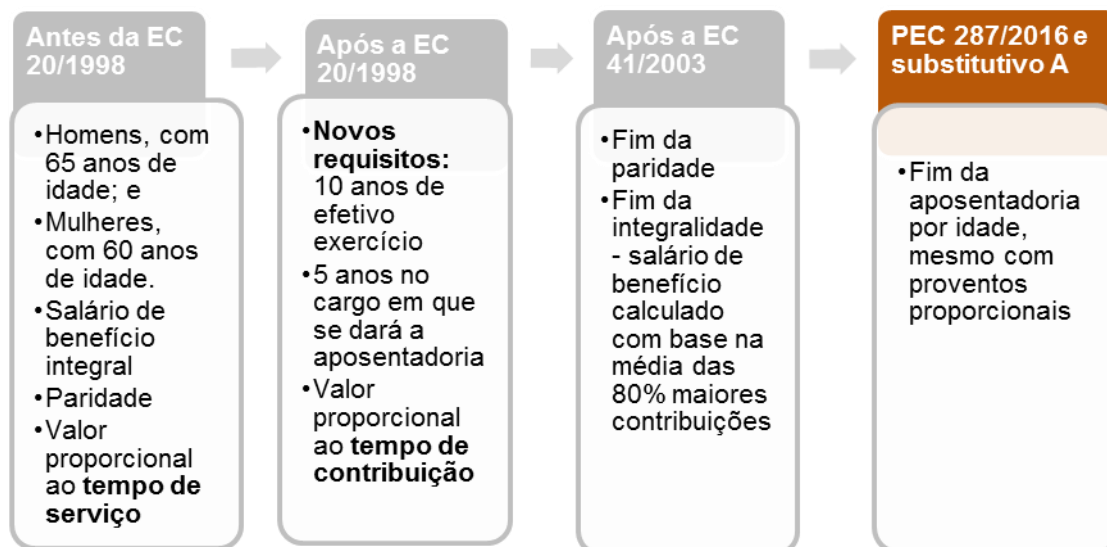 Antes da EC
20/1998
•Homens, com
65 anos de
idade; e
•Mulheres,
com 60 anos
de idade.
•Salário de
benefício
integral
•Paridade
•Valor
proporcional
ao tempo de
serviço
Após a EC
20/1998
•Novos
requisitos:
10 anos de
efetivo
exercício
•5 anos no
cargo em que
se dará a
aposentadoria
•Valor
proporcional
ao tempo de
contribuição
Após a EC
41/2003
•Fim da
paridade
•Fim da
integralidade
- salário de
benefício
calculado
com base na
média das
80% maiores
contribuições
PEC 287/2016 e
substitutivo A
•Fim da
aposentadoria
por idade,
mesmo com
proventos
proporcionais